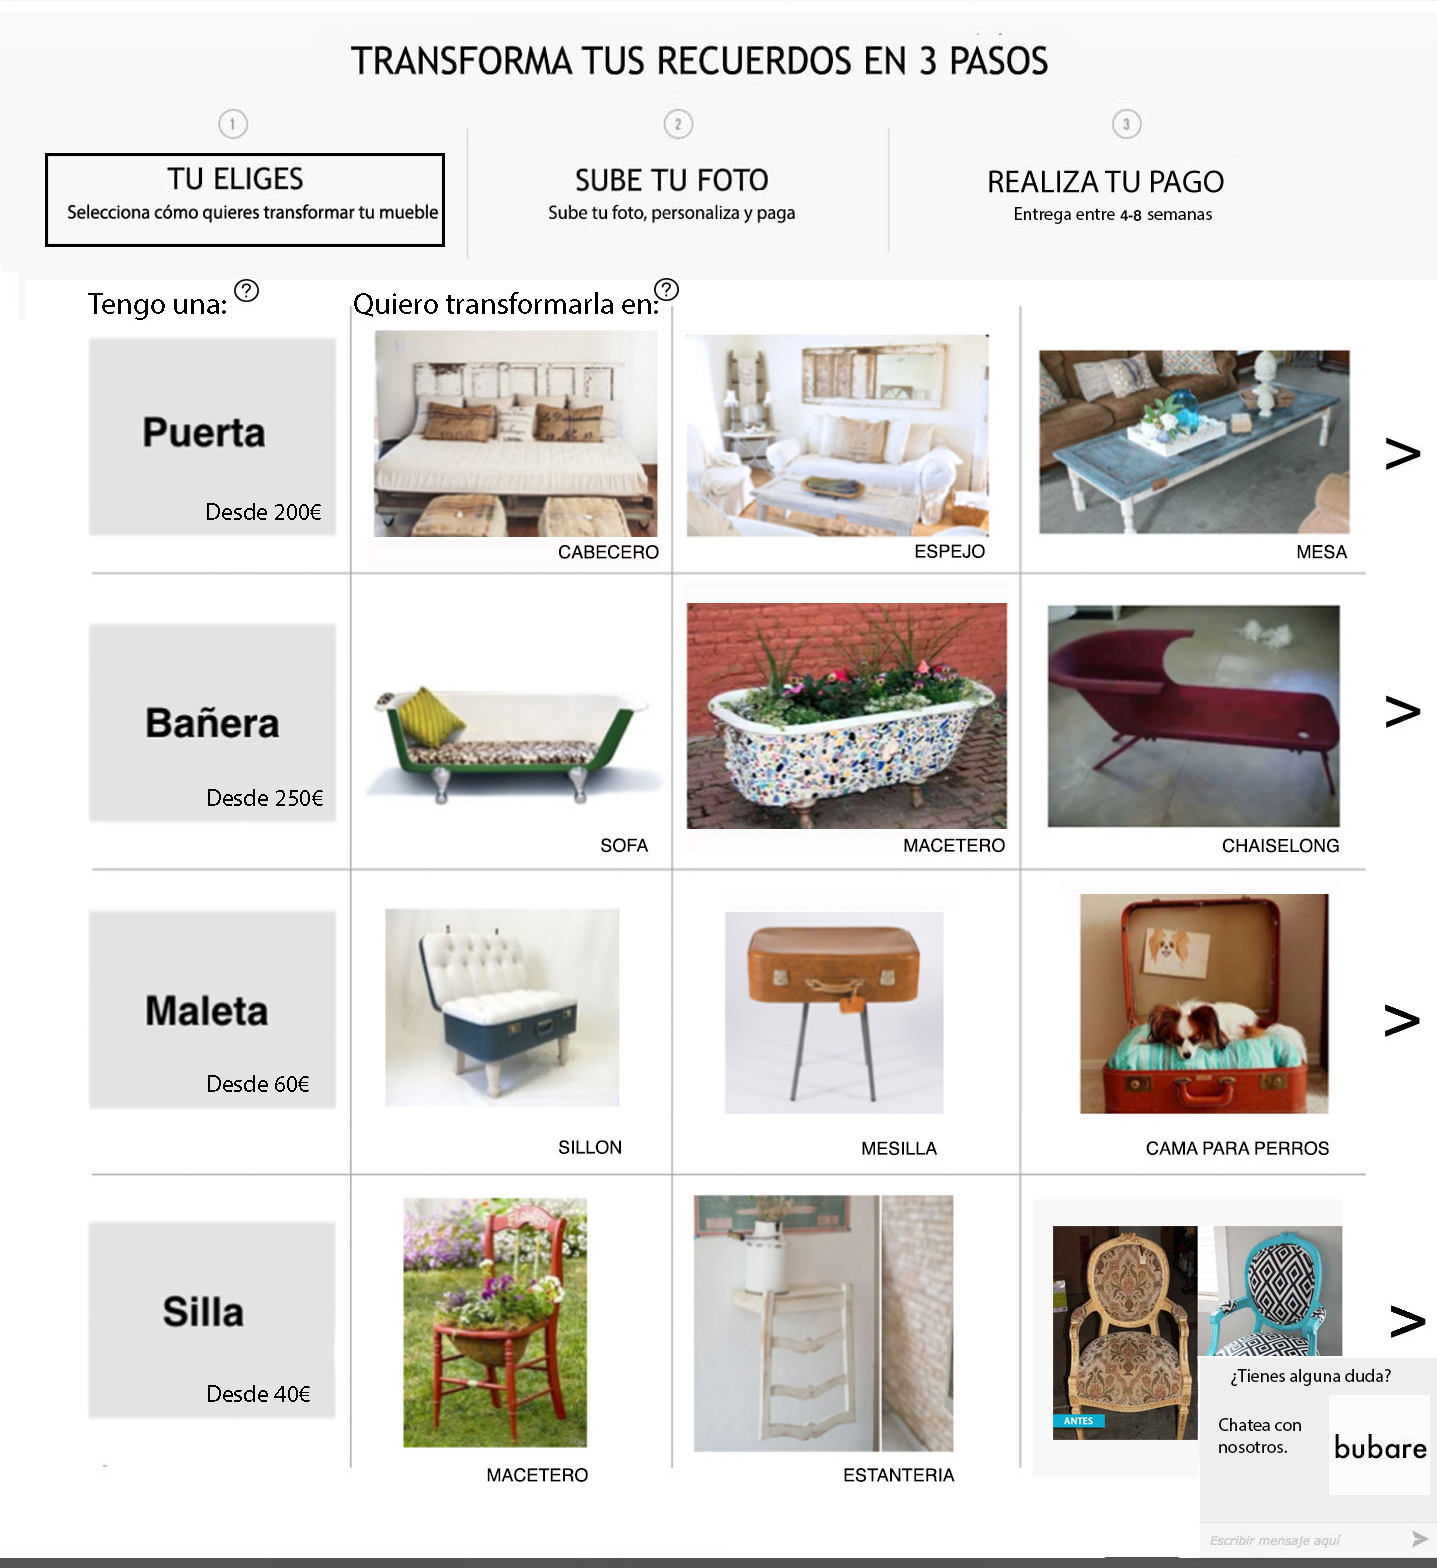 TRANSFORMA TUS RECUERDOS EN 3 PASOS
1
TU ELIGES
Selecciona cómo quieres transformar tu mueble
2
SUBE TU FOTO
Sube tu foto, personaliza y paga
3
REALIZA TU PAGO
Entrega entre 4-8 semanas
Tengo una: ?
Quiero transformarla en: ?
Puerta
Desde 200€
CABECERO
ESPEJO
MESA
>
Bañera
Desde 250€
SOFA
MACETERO
CHAISELONG
>
Maleta
Desde 60€
SILLON
MESILLA
CAMA PARA PERROS
>
Silla
Desde 40€
MACETERO
ESTANTERIA
ANTES
>
¿Tienes alguna duda?
Chatea con
nosotros.
bubare
Escribir mensaje aquí